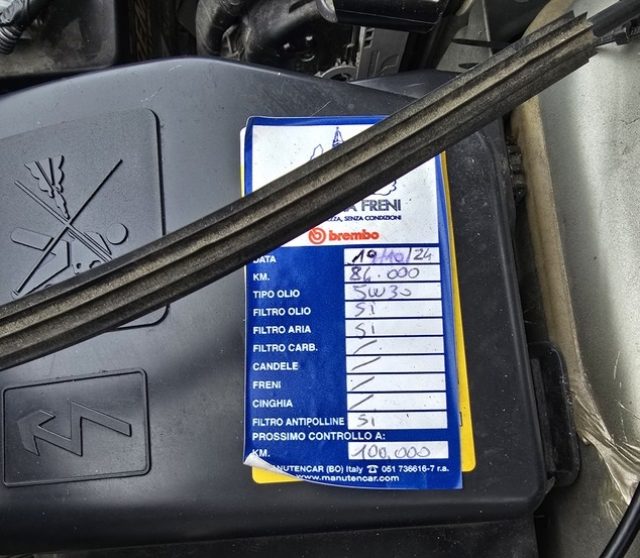 FRENI
SENZA CONDIZIONI
brembo
DATA 19/10/24
KM. 84.000
TIPO OLIO 5W30
FILTRO OLIO SI
FILTRO ARIA SI
FILTRO CARB. /
CANDELE /
FRENI /
CINGHIA /
FILTRO ANTIPOLLINE SI
PROSSIMO CONTROLLO A:
KM. 100.000
MANUTENCAR (BO) Italy ☎ 051 736616-7 r.a.
www.manutencar.com